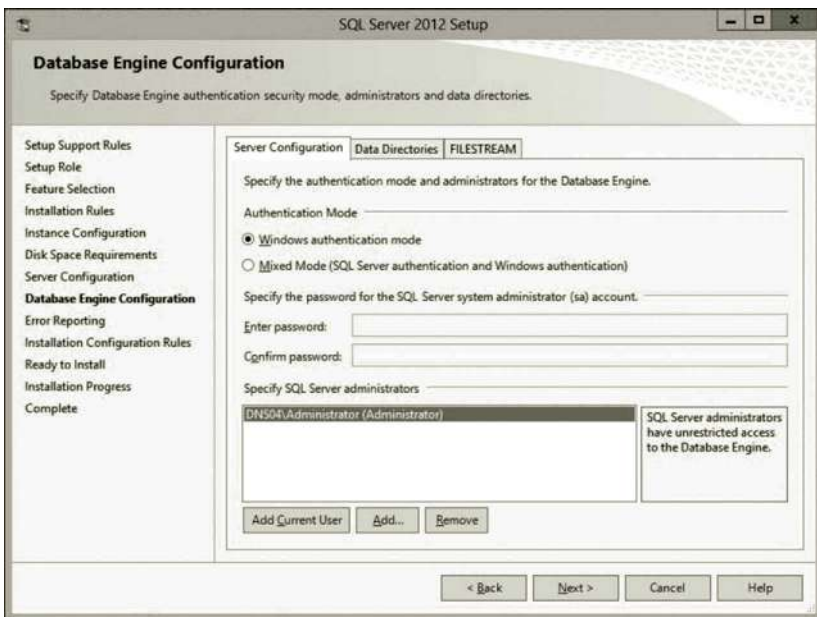 SQL Server 2012 Setup
Database Engine Configuration
Specify Database Engine authentication security mode, administrators and data directories.
Setup Support Rules
Setup Role
Feature Selection
Installation Rules
Instance Configuration
Disk Space Requirements
Server Configuration
Database Engine Configuration
Error Reporting
Installation Configuration Rules
Ready to Install
Installation Progress
Complete
Server Configuration Data Directories FILESTREAM
Specify the authentication mode and administrators for the Database Engine.
Authentication Mode
Windows authentication mode
Mixed Mode (SQL Server authentication and Windows authentication)
Specify the password for the SQL Server system administrator (sa) account.
Enter password:
Confirm password:
Specify SQL Server administrators
DNS04\Administrator (Administrator)
SQL Server administrators
have unrestricted access
to the Database Engine.
Add Current User Add... Remove
< Back Next > Cancel Help